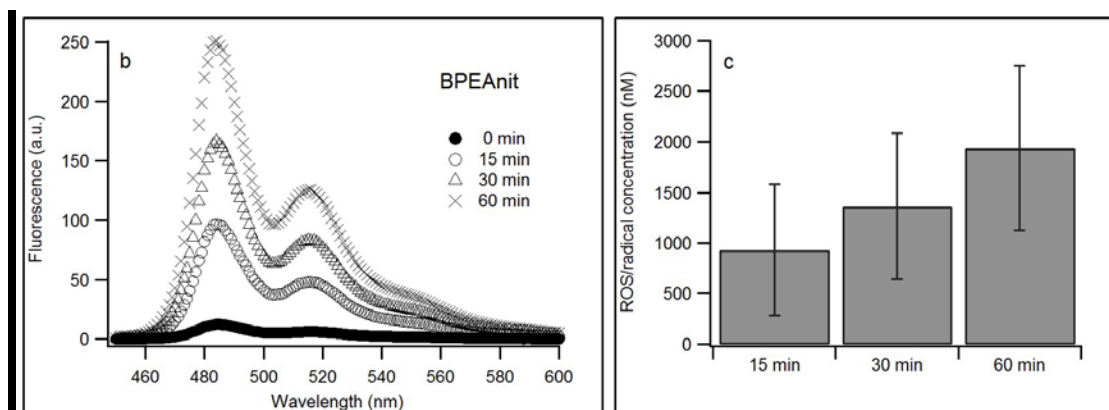 b
BPEAnit
0 min
15 min
30 min
60 min
250
200
150
100
50
0
Fluorescence (a.u.)
460 480 500 520 540 560 580 600
Wavelength (nm)
c
3000
2500
2000
1500
1000
500
0
ROS/radical concentration (nM)
15 min 30 min 60 min